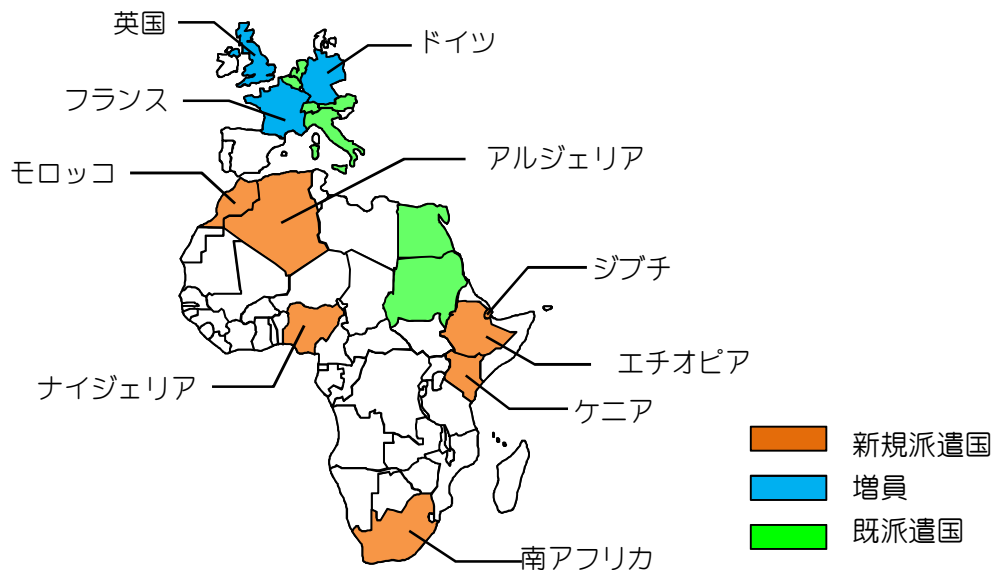 英国
ドイツ
フランス
アルジェリア
モロッコ
ジブチ
エチオピア
ナイジェリア
ケニア
新規派遣国
増員
既派遣国
南アフリカ